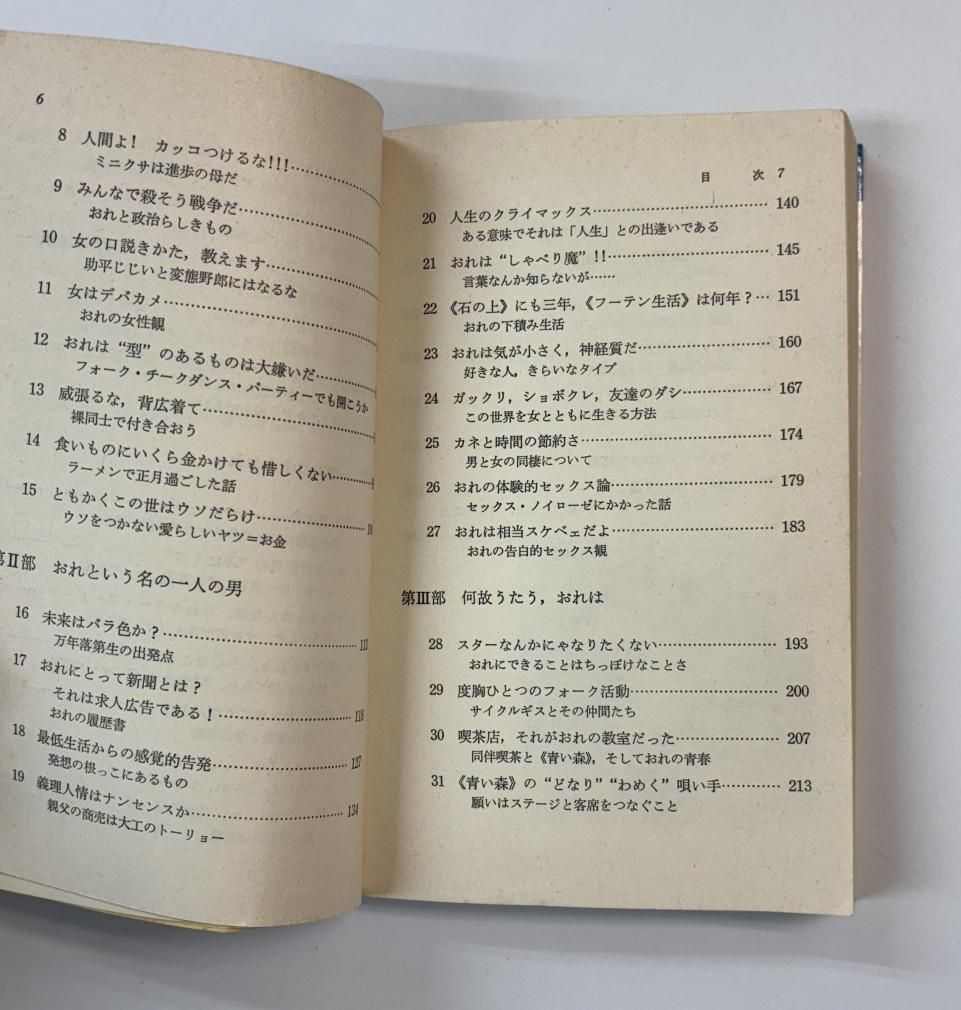 6
8 人間よ! カッコつけるな!!!……………
ミニクサは進歩の母だ
9 みんなで殺そう戦争だ……………
おれと政治らしきもの
10 女の口説きかた，教えます……………
助平じじいと変態野郎にはなるな
11 女はデバカメ……………
おれの女性観
12 おれは“型”のあるものは大嫌いだ……………
フォーク・チークダンス・パーティーでも開こうか
13 威張るな，背広着て……………
裸同士で付き合おう
14 食いものにいくら金かけても惜しくない……………
ラーメンで正月過ごした話
15 ともかくこの世はウソだらけ……………
ウソをつかない愛らしいヤツ＝お金
第Ⅱ部 おれという名の一人の男
16 未来はバラ色か?……………113
万年落第生の出発点
17 おれにとって新聞とは?
それは求人広告である!……………118
おれの履歴書
18 最低生活からの感覚的告発……………127
発想の根っこにあるもの
19 義理人情はナンセンスか……………134
親父の商売は大工のトーリョー
目 次 7
20 人生のクライマックス……………140
ある意味でそれは「人生」との出逢いである
21 おれは“しゃべり魔”!!……………145
言葉なんか知らないが……
22 《石の上》にも三年，《フーテン生活》は何年?…151
おれの下積み生活
23 おれは気が小さく，神経質だ……………160
好きな人，きらいなタイプ
24 ガックリ，ショボクレ，友達のダシ……………167
この世界を女とともに生きる方法
25 カネと時間の節約さ……………174
男と女の同棲について
26 おれの体験的セックス論……………179
セックス・ノイローゼにかかった話
27 おれは相当スケベェだよ……………183
おれの告白的セックス観
第Ⅲ部 何故うたう，おれは
28 スターなんかにゃなりたくない……………193
おれにできることはちっぽけなことさ
29 度胸ひとつのフォーク活動……………200
サイクルギスとその仲間たち
30 喫茶店，それがおれの教室だった……………207
同伴喫茶と《青い森》，そしておれの青春
31 《青い森》の“どなり”“わめく”唄い手…………213
願いはステージと客席をつなぐこと